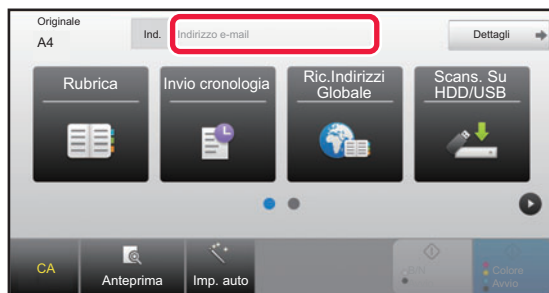 Originale
A4
Ind.
Indirizzo e-mail
Dettagli
Rubrica
Invio cronologia
Ric.Indirizzi
Globale
Scans. Su
HDD/USB
CA
Anteprima
Imp. auto
B/N
Colore
Avvio